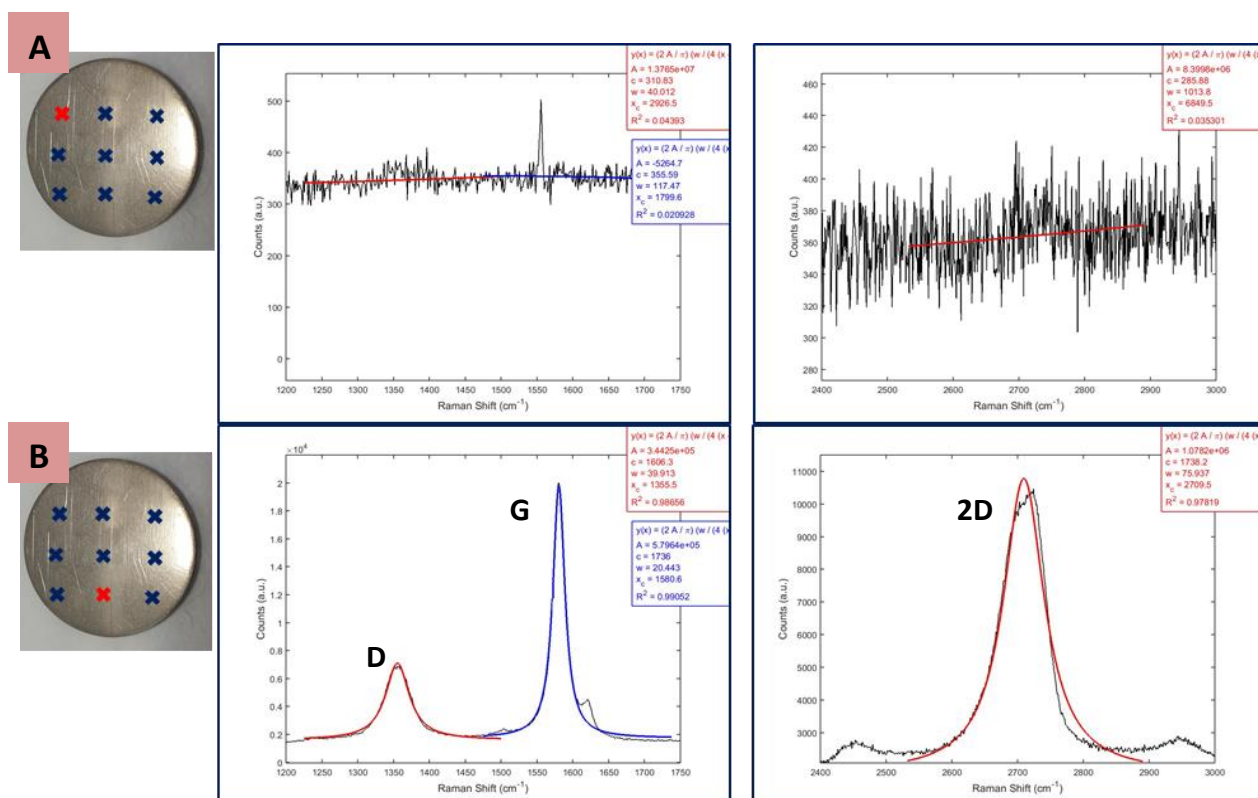 A
y(x) = (2 A / π) (w / (4 (x
A = 1.3765e+07
c = 310.83
w = 40.012
x_c = 2926.5
R² = 0.04393
y(x) = (2 A / π) (w / (4 (x
A = -5264.7
c = 355.59
w = 117.47
x_c = 1799.6
R² = 0.020928
500
400
300
200
100
0
Counts (a.u.)
1200 1250 1300 1350 1400 1450 1500 1550 1600 1650 1700 1750
Raman Shift (cm⁻¹)
y(x) = (2 A / π) (w / (4 (x
A = 8.3998e+06
c = 285.88
w = 1013.8
x_c = 6849.5
R² = 0.035301
460
440
420
400
380
360
340
320
300
280
Counts (a.u.)
2400 2500 2600 2700 2800 2900 3000
Raman Shift (cm⁻¹)
B
×10⁴
y(x) = (2 A / π) (w / (4 (x
A = 3.4425e+05
c = 1606.3
w = 39.913
x_c = 1355.5
R² = 0.98656
y(x) = (2 A / π) (w / (4 (x
A = 5.7964e+05
c = 1736
w = 20.443
x_c = 1580.6
R² = 0.99052
G
D
2
1.8
1.6
1.4
1.2
1
0.8
0.6
0.4
0.2
0
Counts (a.u.)
1200 1250 1300 1350 1400 1450 1500 1550 1600 1650 1700 1750
Raman Shift (cm⁻¹)
y(x) = (2 A / π) (w / (4 (x
A = 1.0782e+06
c = 1738.2
w = 75.937
x_c = 2709.5
R² = 0.97819
2D
11000
10000
9000
8000
7000
6000
5000
4000
3000
Counts (a.u.)
2400 2500 2600 2700 2800 2900 3000
Raman Shift (cm⁻¹)